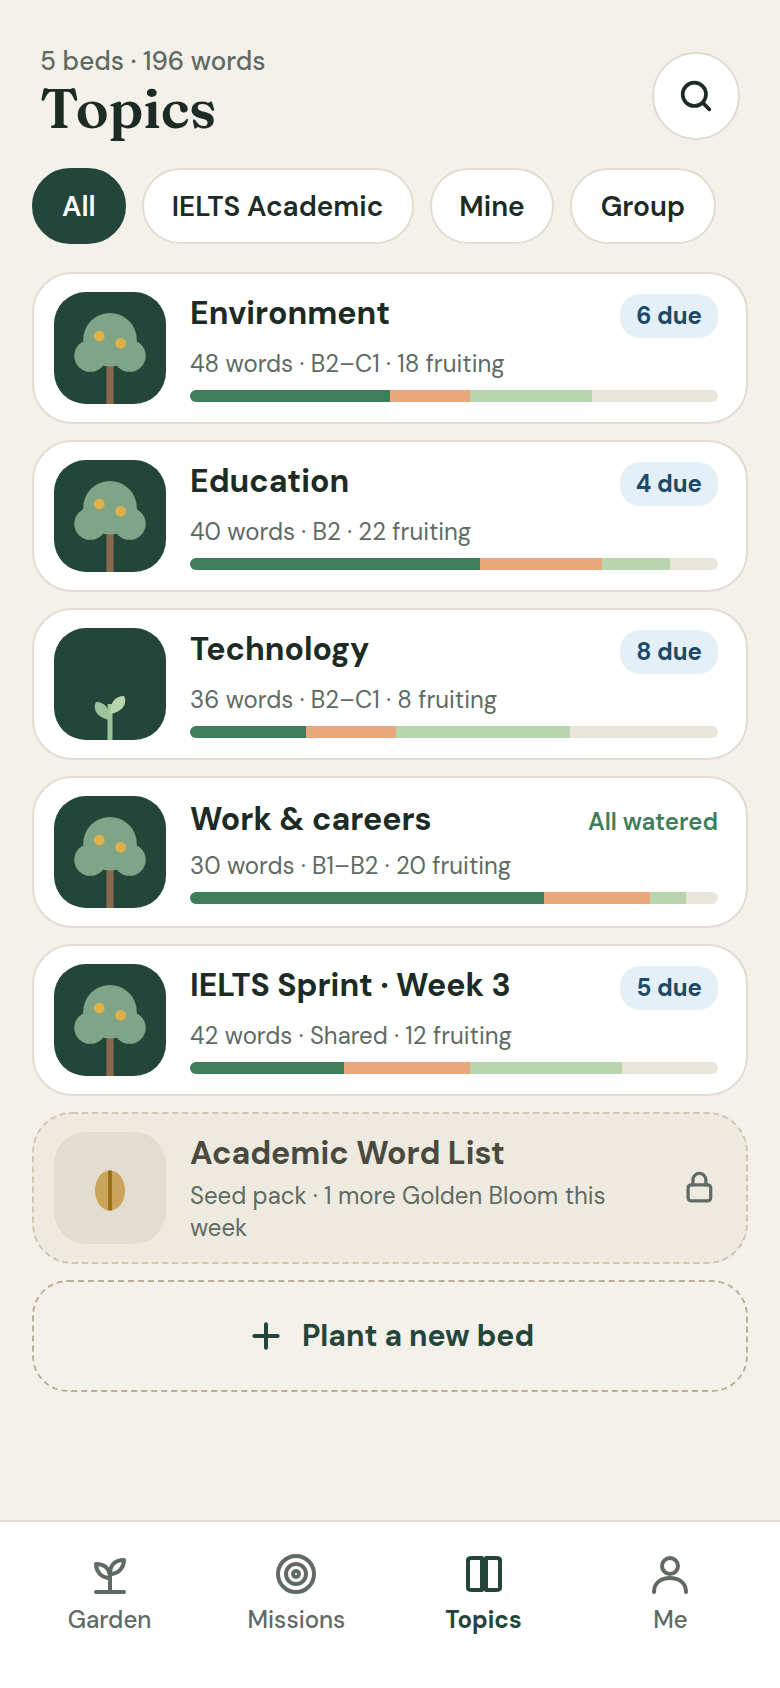 5 beds · 196 words
Topics
All
IELTS Academic
Mine
Group
Environment
6 due
48 words · B2–C1 · 18 fruiting
Education
4 due
40 words · B2 · 22 fruiting
Technology
8 due
36 words · B2–C1 · 8 fruiting
Work & careers
All watered
30 words · B1–B2 · 20 fruiting
IELTS Sprint · Week 3
5 due
42 words · Shared · 12 fruiting
Academic Word List
Seed pack · 1 more Golden Bloom this
week
Plant a new bed
Garden
Missions
Topics
Me